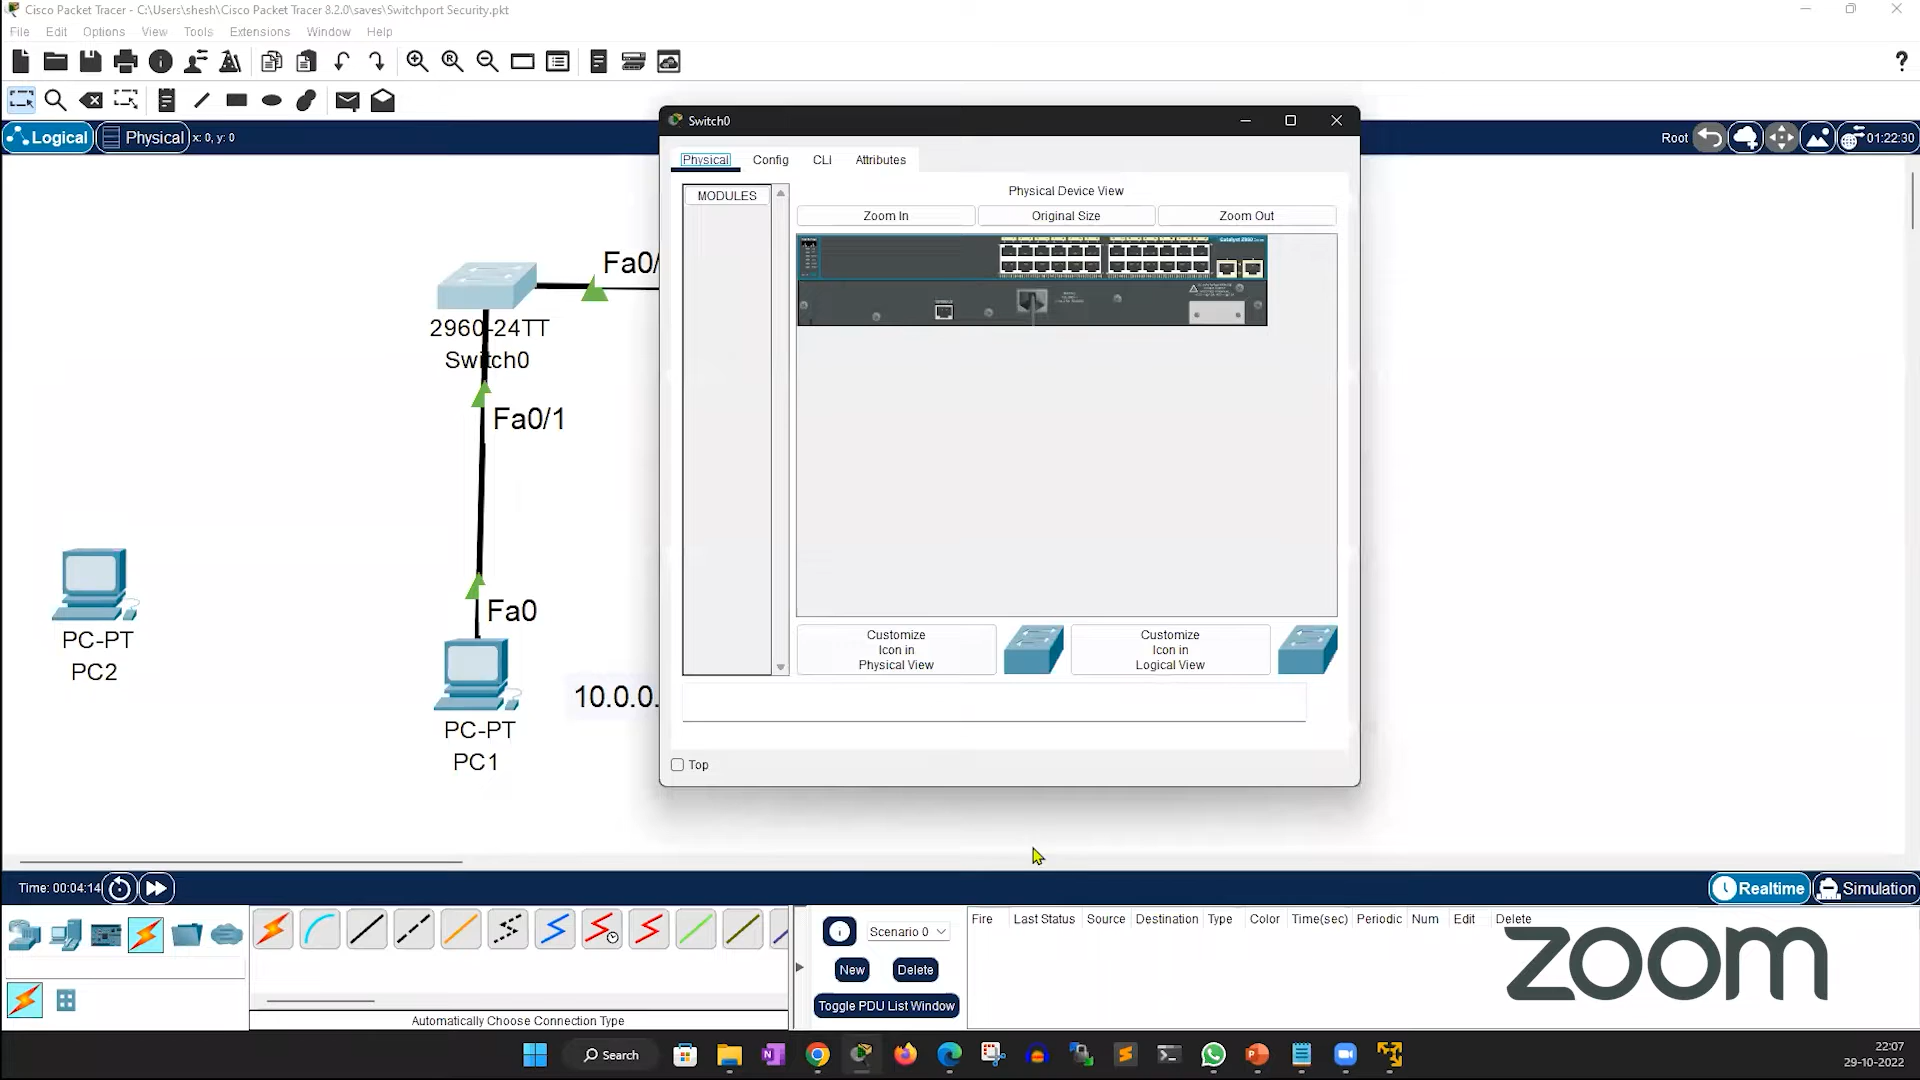 Cisco Packet Tracer - C:\Users\shesh\Cisco Packet Tracer 8.2.0\saves\Switchport Security.pkt
File Edit Options View Tools Extensions Window Help
?
Logical Physical x: 0, y: 0
Root 01:22:30
Switch0
Physical Config CLI Attributes
MODULES
Physical Device View
Zoom In Original Size Zoom Out
Fa0/
2960-24TT
Switch0
Fa0/1
Fa0
PC-PT
PC2
PC-PT
PC1
10.0.0.
Customize
Icon in
Physical View
Customize
Icon in
Logical View
Top
Time: 00:04:14
Realtime Simulation
Scenario 0
New Delete
Toggle PDU List Window
Fire Last Status Source Destination Type Color Time(sec) Periodic Num Edit Delete
Automatically Choose Connection Type
zoom
Search
22:07
29-10-2022